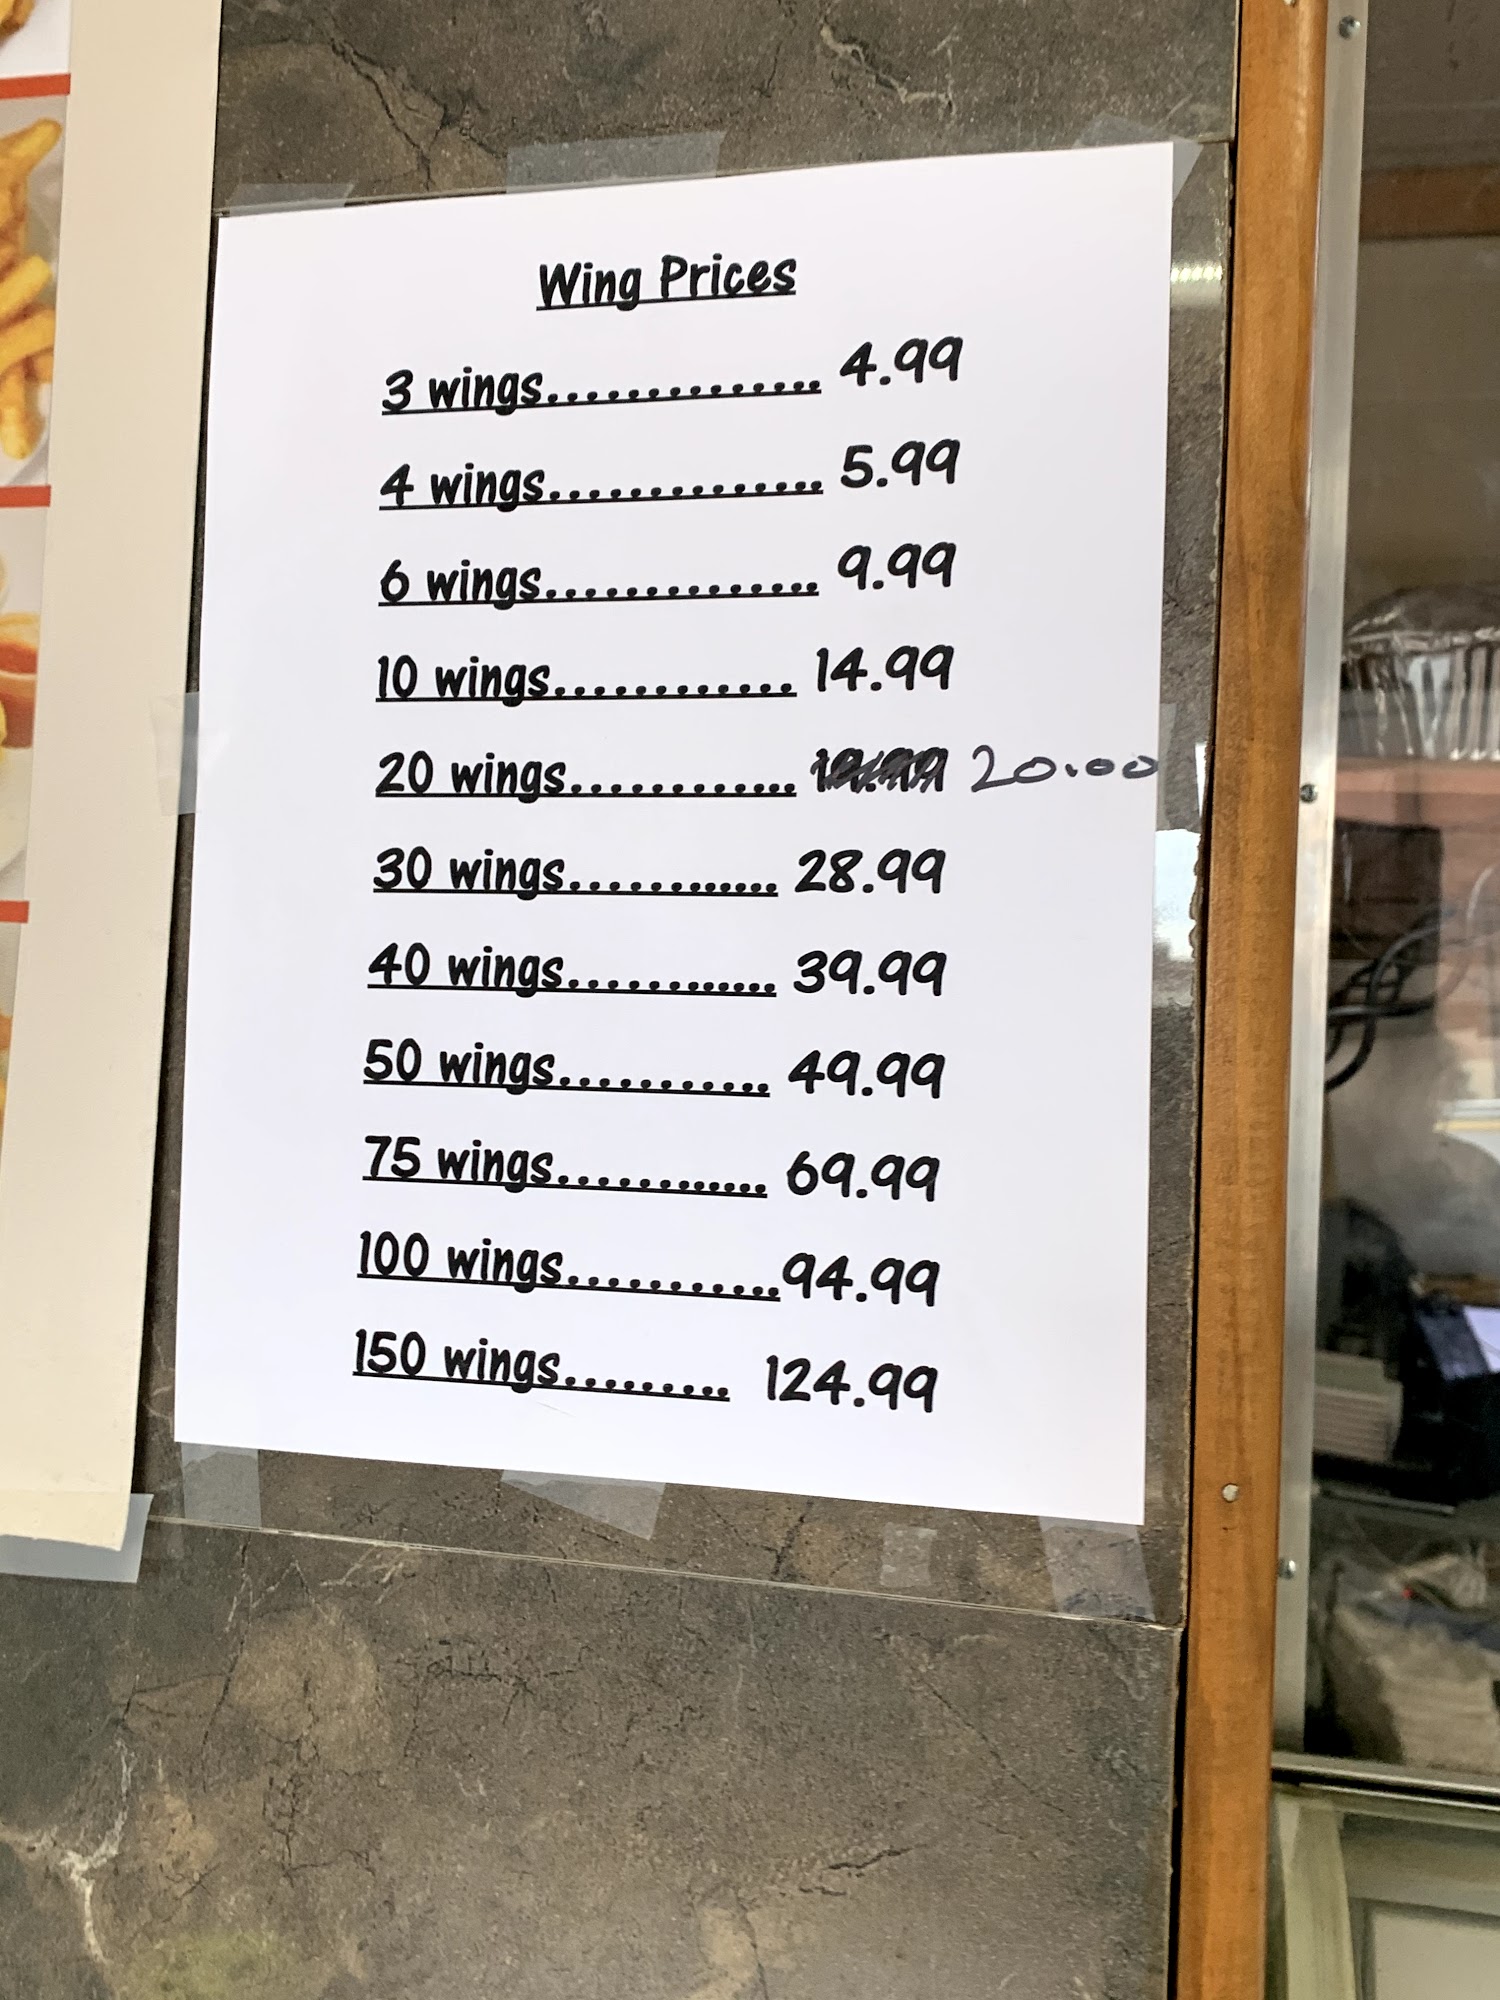 Wing Prices
3 wings.............. 4.99
4 wings.............. 5.99
6 wings.............. 9.99
10 wings............ 14.99
20 wings............ 20.00
30 wings............ 28.99
40 wings............ 39.99
50 wings........... 49.99
75 wings............ 69.99
100 wings...........94.99
150 wings......... 124.99